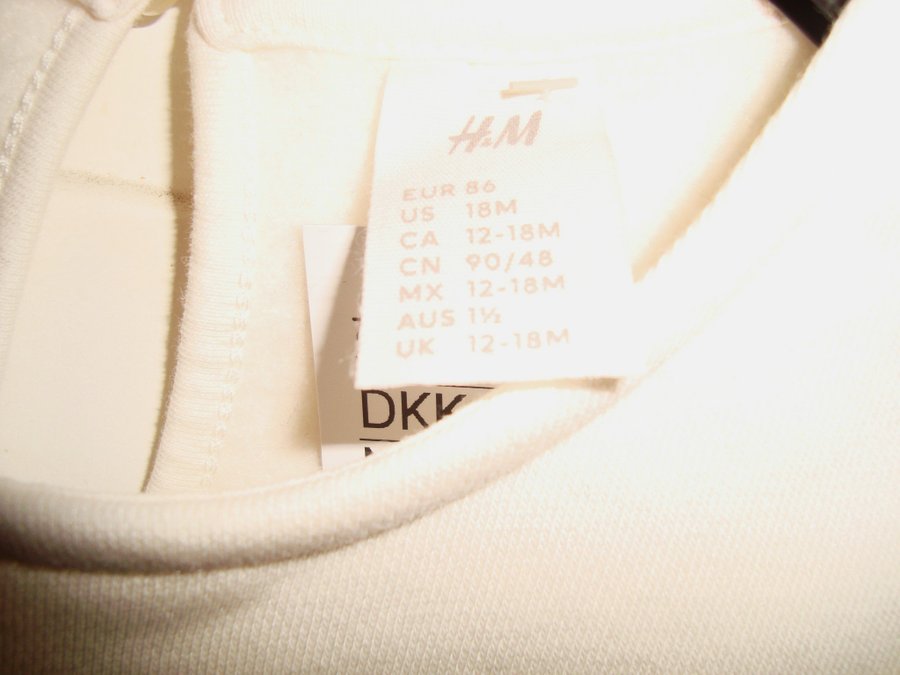 H&M
EUR 86
US 18M
CA 12-18M
CN 90/48
MX 12-18M
AUS 1½
UK 12-18M
DKK